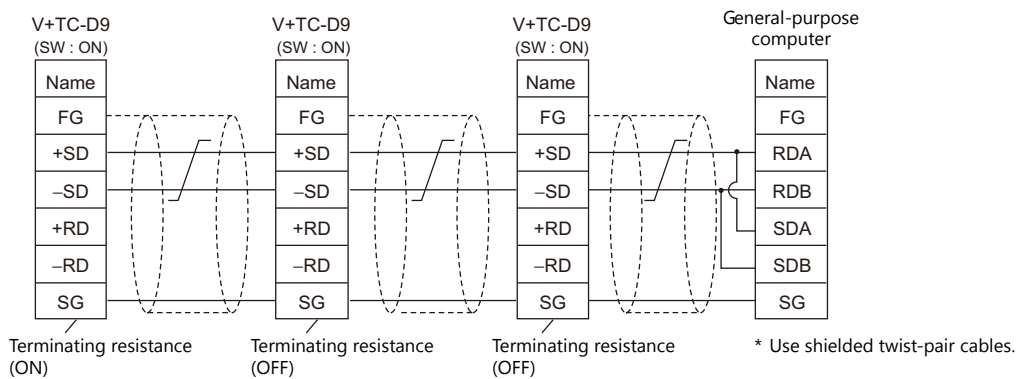 V+TC-D9
(SW : ON)
Name
FG
+SD
–SD
+RD
–RD
SG
Terminating resistance
(ON)
V+TC-D9
(SW : ON)
Name
FG
+SD
–SD
+RD
–RD
SG
Terminating resistance
(OFF)
V+TC-D9
(SW : ON)
Name
FG
+SD
–SD
+RD
–RD
SG
Terminating resistance
(OFF)
General-purpose
computer
Name
FG
RDA
RDB
SDA
SDB
SG
* Use shielded twist-pair cables.